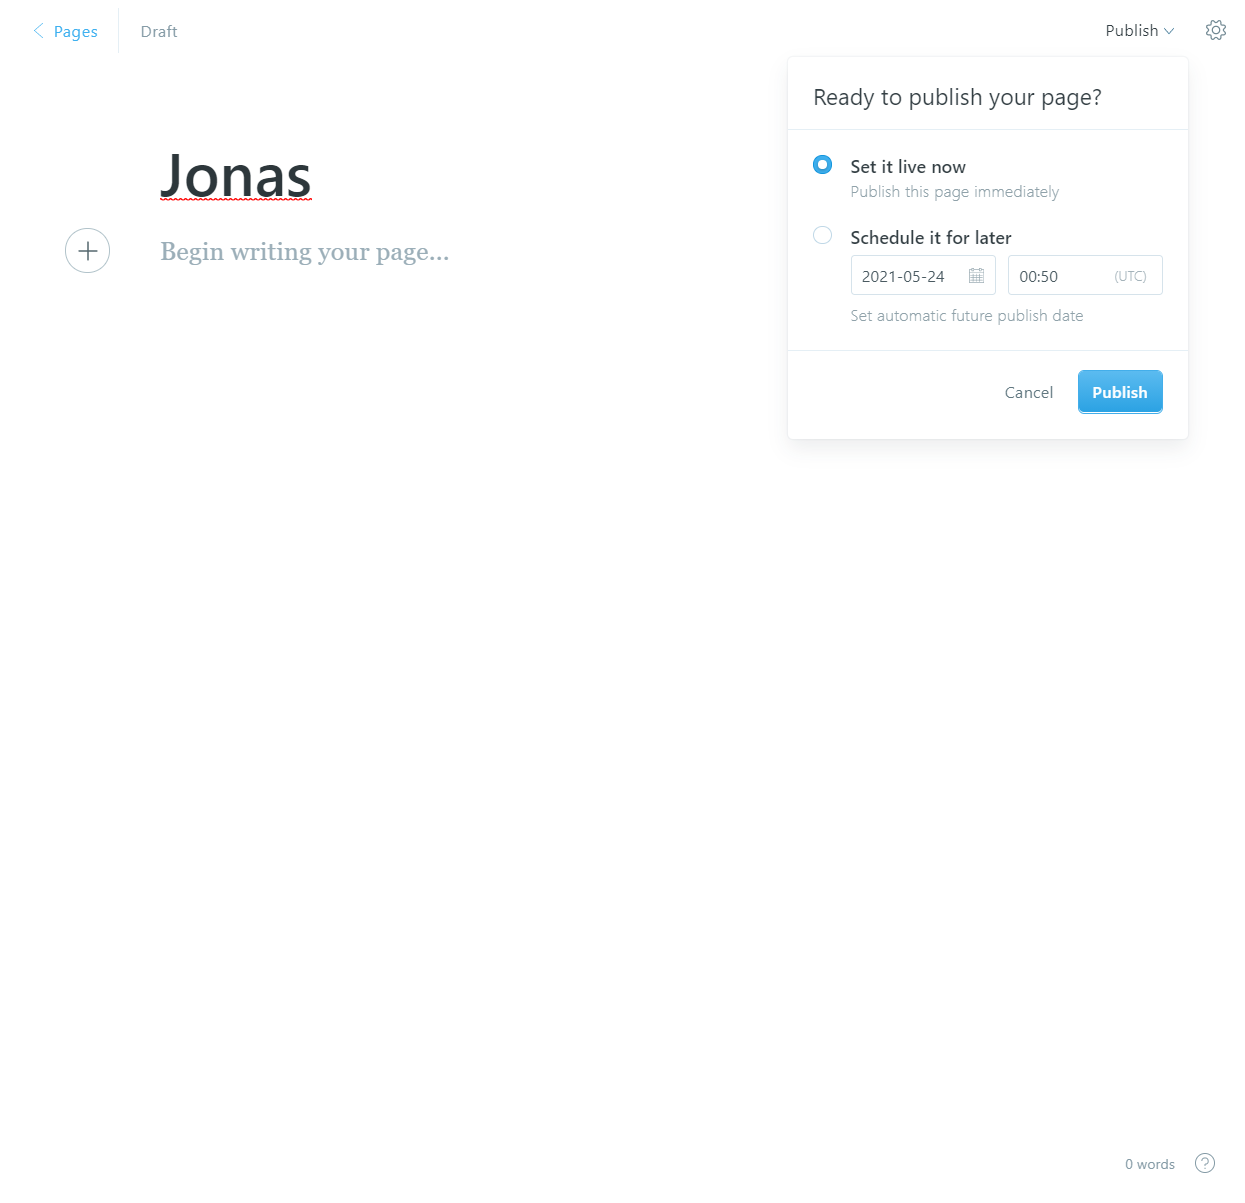 Pages
Draft
Publish
Ready to publish your page?
Jonas
Set it live now
Publish this page immediately
Begin writing your page...
Schedule it for later
2021-05-24
00:50 (UTC)
Set automatic future publish date
Cancel
Publish
0 words
?